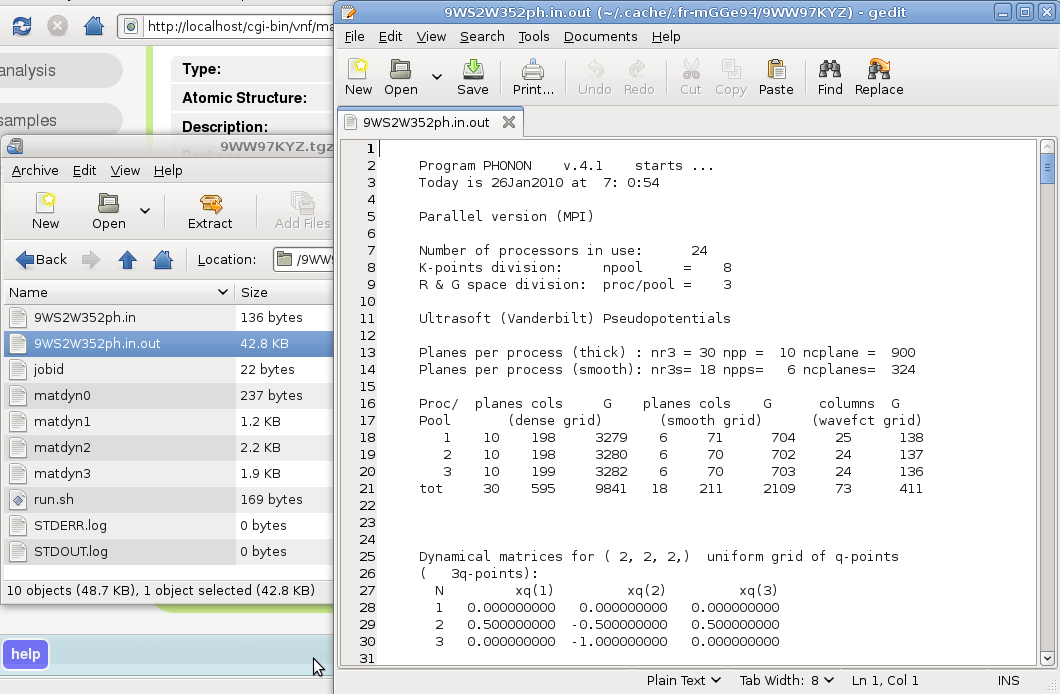 http://localhost/cgi-bin/vnf/ma
analysis
samples
Type:
Atomic Structure:
Description:
9WW97KYZ.tgz
Archive Edit View Help
New Open Extract Add Files
Back Location: /9WW9
Name Size
9WS2W352ph.in 136 bytes
9WS2W352ph.in.out 42.8 KB
jobid 22 bytes
matdyn0 237 bytes
matdyn1 1.2 KB
matdyn2 2.2 KB
matdyn3 1.9 KB
run.sh 169 bytes
STDERR.log 0 bytes
STDOUT.log 0 bytes
10 objects (48.7 KB), 1 object selected (42.8 KB)
help
9WS2W352ph.in.out (~/.cache/.fr-mGGe94/9WW97KYZ) - gedit
File Edit View Search Tools Documents Help
New Open Save Print... Undo Redo Cut Copy Paste Find Replace
9WS2W352ph.in.out
1
2 Program PHONON v.4.1 starts ...
3 Today is 26Jan2010 at 7: 0:54
4
5 Parallel version (MPI)
6
7 Number of processors in use: 24
8 K-points division: npool = 8
9 R & G space division: proc/pool = 3
10
11 Ultrasoft (Vanderbilt) Pseudopotentials
12
13 Planes per process (thick) : nr3 = 30 npp = 10 ncplane = 900
14 Planes per process (smooth): nr3s= 18 npps= 6 ncplanes= 324
15
16 Proc/ planes cols G planes cols G columns G
17 Pool (dense grid) (smooth grid) (wavefct grid)
18 1 10 198 3279 6 71 704 25 138
19 2 10 198 3280 6 70 702 24 137
20 3 10 199 3282 6 70 703 24 136
21 tot 30 595 9841 18 211 2109 73 411
22
23
24
25 Dynamical matrices for ( 2, 2, 2,) uniform grid of q-points
26 ( 3q-points):
27 N xq(1) xq(2) xq(3)
28 1 0.000000000 0.000000000 0.000000000
29 2 0.500000000 -0.500000000 0.500000000
30 3 0.000000000 -1.000000000 0.000000000
31
Plain Text Tab Width: 8 Ln 1, Col 1 INS